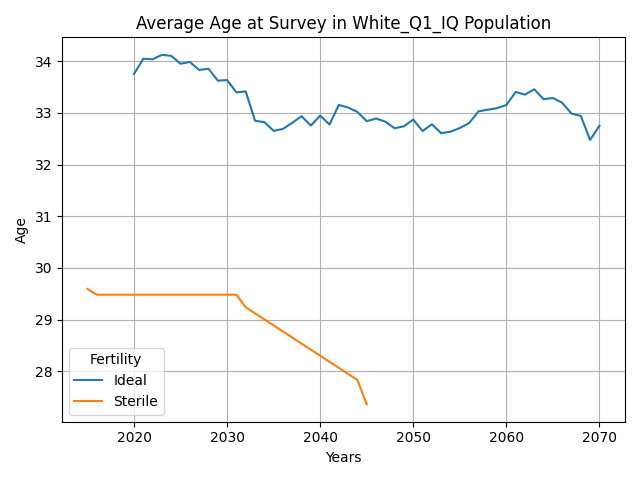 Average Age at Survey in White_Q1_IQ Population
Age
34
33
32
31
30
29
28
Fertility
Ideal
Sterile
2020 2030 2040 2050 2060 2070
Years